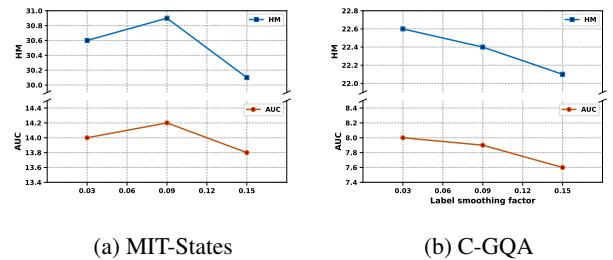 31.0
30.8
30.6
30.4
30.2
30.0
HM
HM
14.4
14.2
14.0
13.8
13.6
13.4
AUC
AUC
0.03 0.06 0.09 0.12 0.15
22.8
22.6
22.4
22.2
22.0
HM
HM
8.4
8.2
8.0
7.8
7.6
7.4
AUC
AUC
0.03 0.06 0.09 0.12 0.15
Label smoothing factor
(a) MIT-States
(b) C-GQA